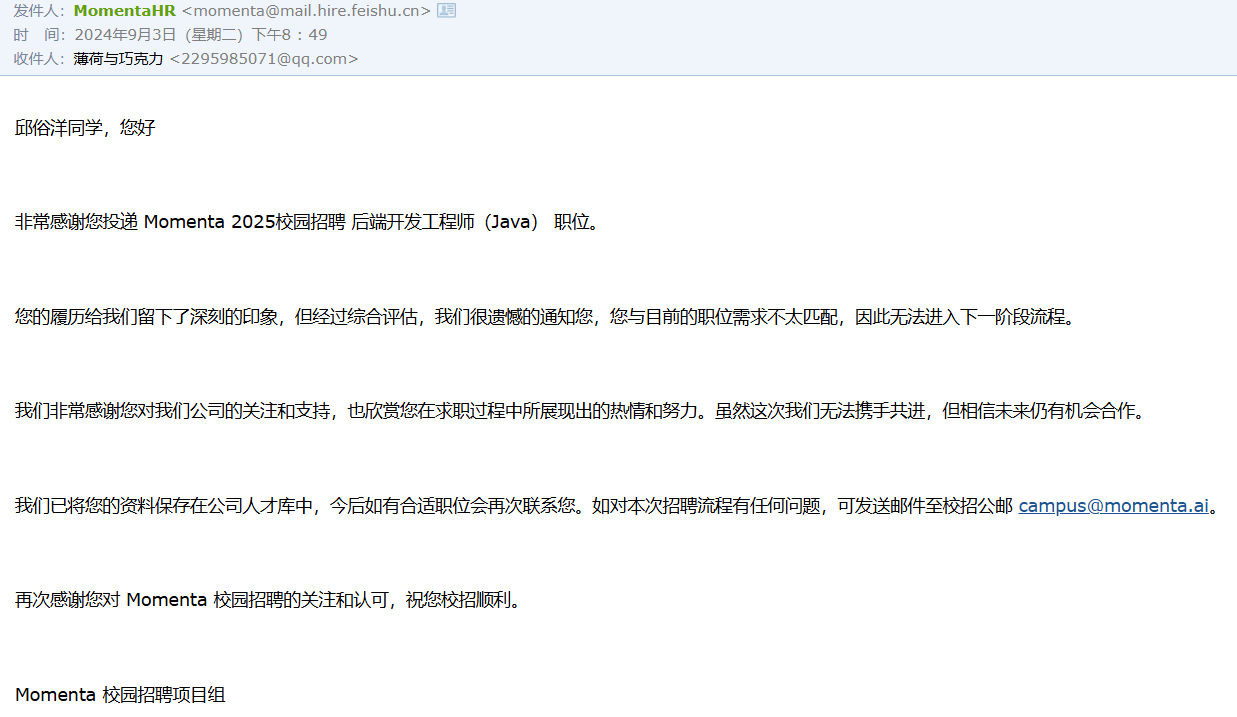 发件人：MomentaHR <momenta@mail.hire.feishu.cn>
时　间：2024年9月3日（星期二）下午8：49
收件人：薄荷与巧克力 <2295985071@qq.com>
邱俗洋同学，您好
非常感谢您投递 Momenta 2025校园招聘 后端开发工程师（Java） 职位。
您的履历给我们留下了深刻的印象，但经过综合评估，我们很遗憾的通知您，您与目前的职位需求不太匹配，因此无法进入下一阶段流程。
我们非常感谢您对我们公司的关注和支持，也欣赏您在求职过程中所展现出的热情和努力。虽然这次我们无法携手共进，但相信未来仍有机会合作。
我们已将您的资料保存在公司人才库中，今后如有合适职位会再次联系您。如对本次招聘流程有任何问题，可发送邮件至校招公邮 campus@momenta.ai。
再次感谢您对 Momenta 校园招聘的关注和认可，祝您校招顺利。
Momenta 校园招聘项目组